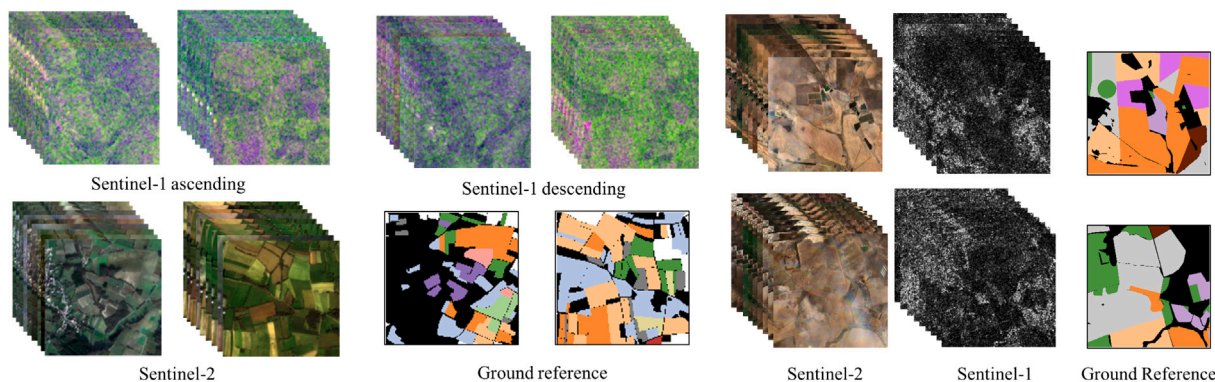 Sentinel-1 ascending
Sentinel-1 descending
Sentinel-2
Ground reference
Sentinel-2
Sentinel-1
Ground Reference